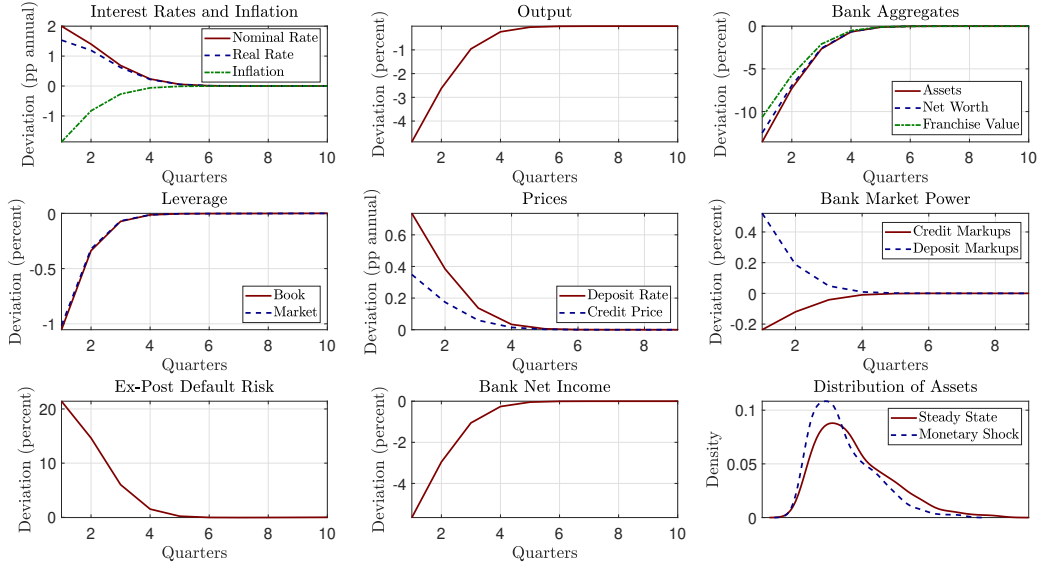 Interest Rates and Inflation
Deviation (pp annual)
2
1
0
-1
Nominal Rate
Real Rate
Inflation
2 4 6 8 10
Quarters
Output
Deviation (percent)
-1
-2
-3
-4
2 4 6 8 10
Quarters
Bank Aggregates
Deviation (percent)
0
-5
-10
Assets
Net Worth
Franchise Value
2 4 6 8 10
Quarters
Leverage
Deviation (percent)
0
-0.5
-1
Book
Market
2 4 6 8 10
Quarters
Prices
Deviation (pp annual)
0.6
0.4
0.2
0
Deposit Rate
Credit Price
2 4 6 8
Quarters
Bank Market Power
Deviation (percent)
0.4
0.2
0
-0.2
Credit Markups
Deposit Markups
2 4 6 8
Quarters
Ex-Post Default Risk
Deviation (percent)
20
10
0
2 4 6 8 10
Quarters
Bank Net Income
Deviation (percent)
0
-2
-4
2 4 6 8 10
Quarters
Distribution of Assets
Density
0.1
0.05
0
Steady State
Monetary Shock